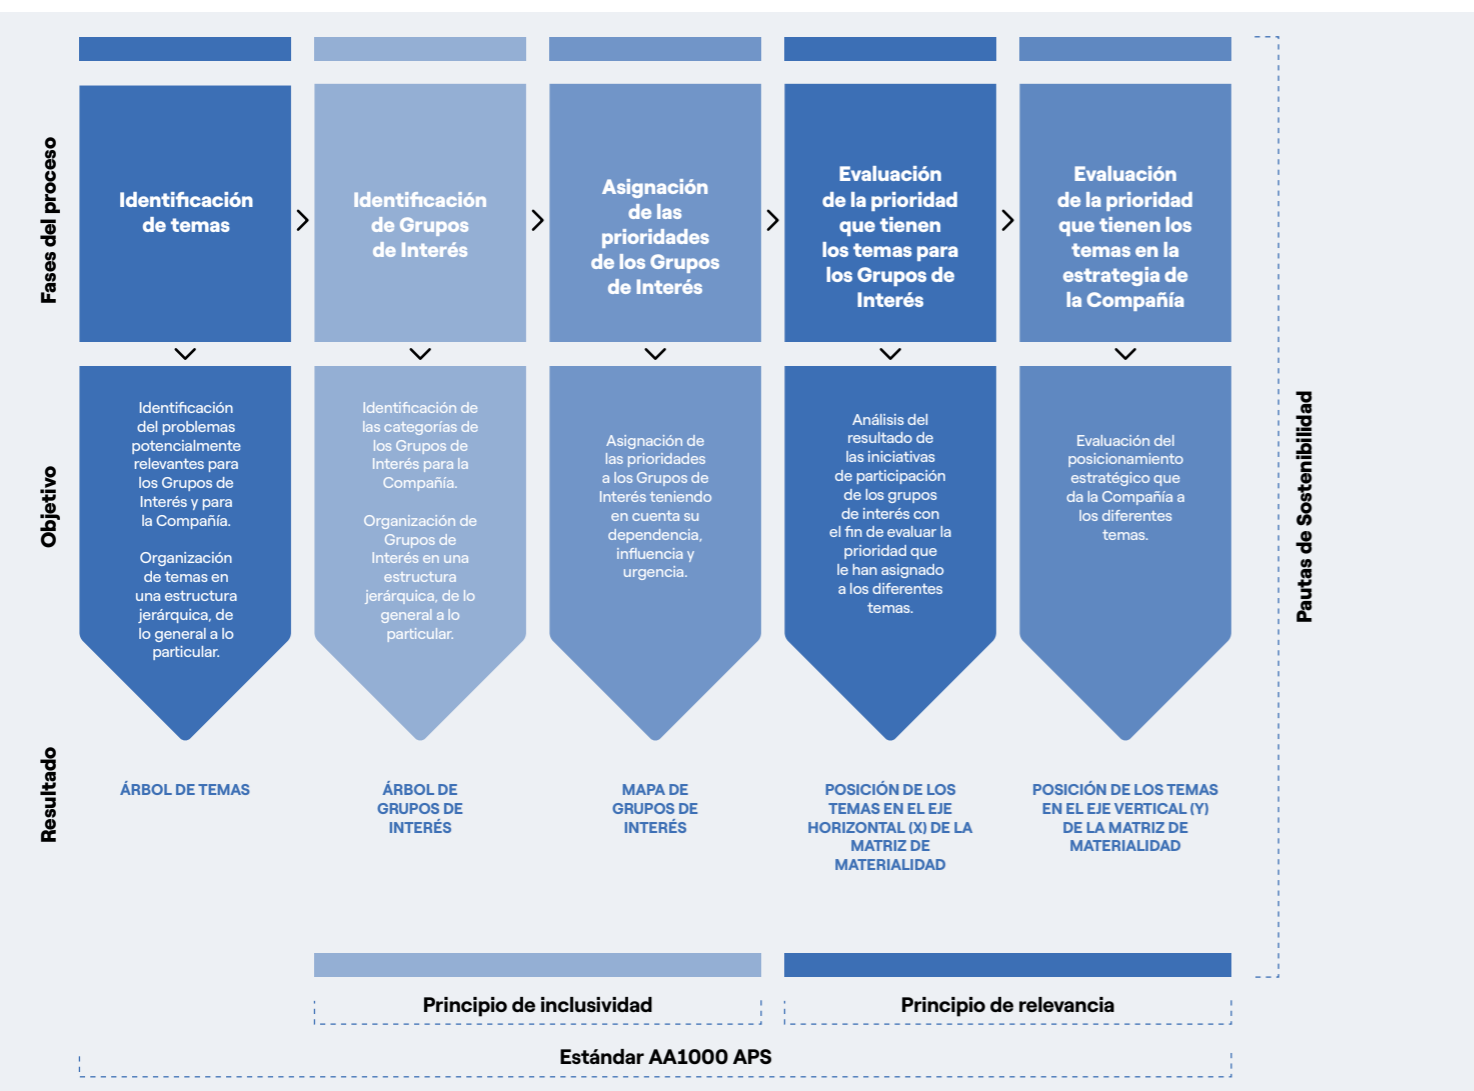 Fases del proceso
Identificación
de temas
Identificación
de Grupos
de Interés
Asignación
de las
prioridades
de los Grupos
de Interés
Evaluación
de la prioridad
que tienen
los temas para
los Grupos de
Interés
Evaluación
de la prioridad
que tienen los
temas en la
estrategia de
la Compañía
Objetivo
Identificación
del problemas
potencialmente
relevantes para
los Grupos de
Interés y para
la Compañía.
Organización
de temas en
una estructura
jerárquica, de
lo general a lo
particular.
Identificación de
las categorías de
los Grupos de
Interés para la
Compañía.
Organización de
Grupos de
Interés en una
estructura
jerárquica, de lo
general a lo
particular.
Asignación de
las prioridades
a los Grupos de
Interés teniendo
en cuenta su
dependencia,
influencia y
urgencia.
Análisis del
resultado de
las iniciativas
de participación
de los grupos
de interés con
el fin de evaluar la
prioridad que
le han asignado
a los diferentes
temas.
Evaluación del
posicionamiento
estratégico que
da la Compañía a
los diferentes
temas.
Resultado
ÁRBOL DE TEMAS
ÁRBOL DE
GRUPOS DE
INTERÉS
MAPA DE
GRUPOS DE
INTERÉS
POSICIÓN DE LOS
TEMAS EN EL EJE
HORIZONTAL (X) DE LA
MATRIZ DE
MATERIALIDAD
POSICIÓN DE LOS TEMAS
EN EL EJE VERTICAL (Y)
DE LA MATRIZ DE
MATERIALIDAD
Pautas de Sostenibilidad
Principio de inclusividad
Principio de relevancia
Estándar AA1000 APS